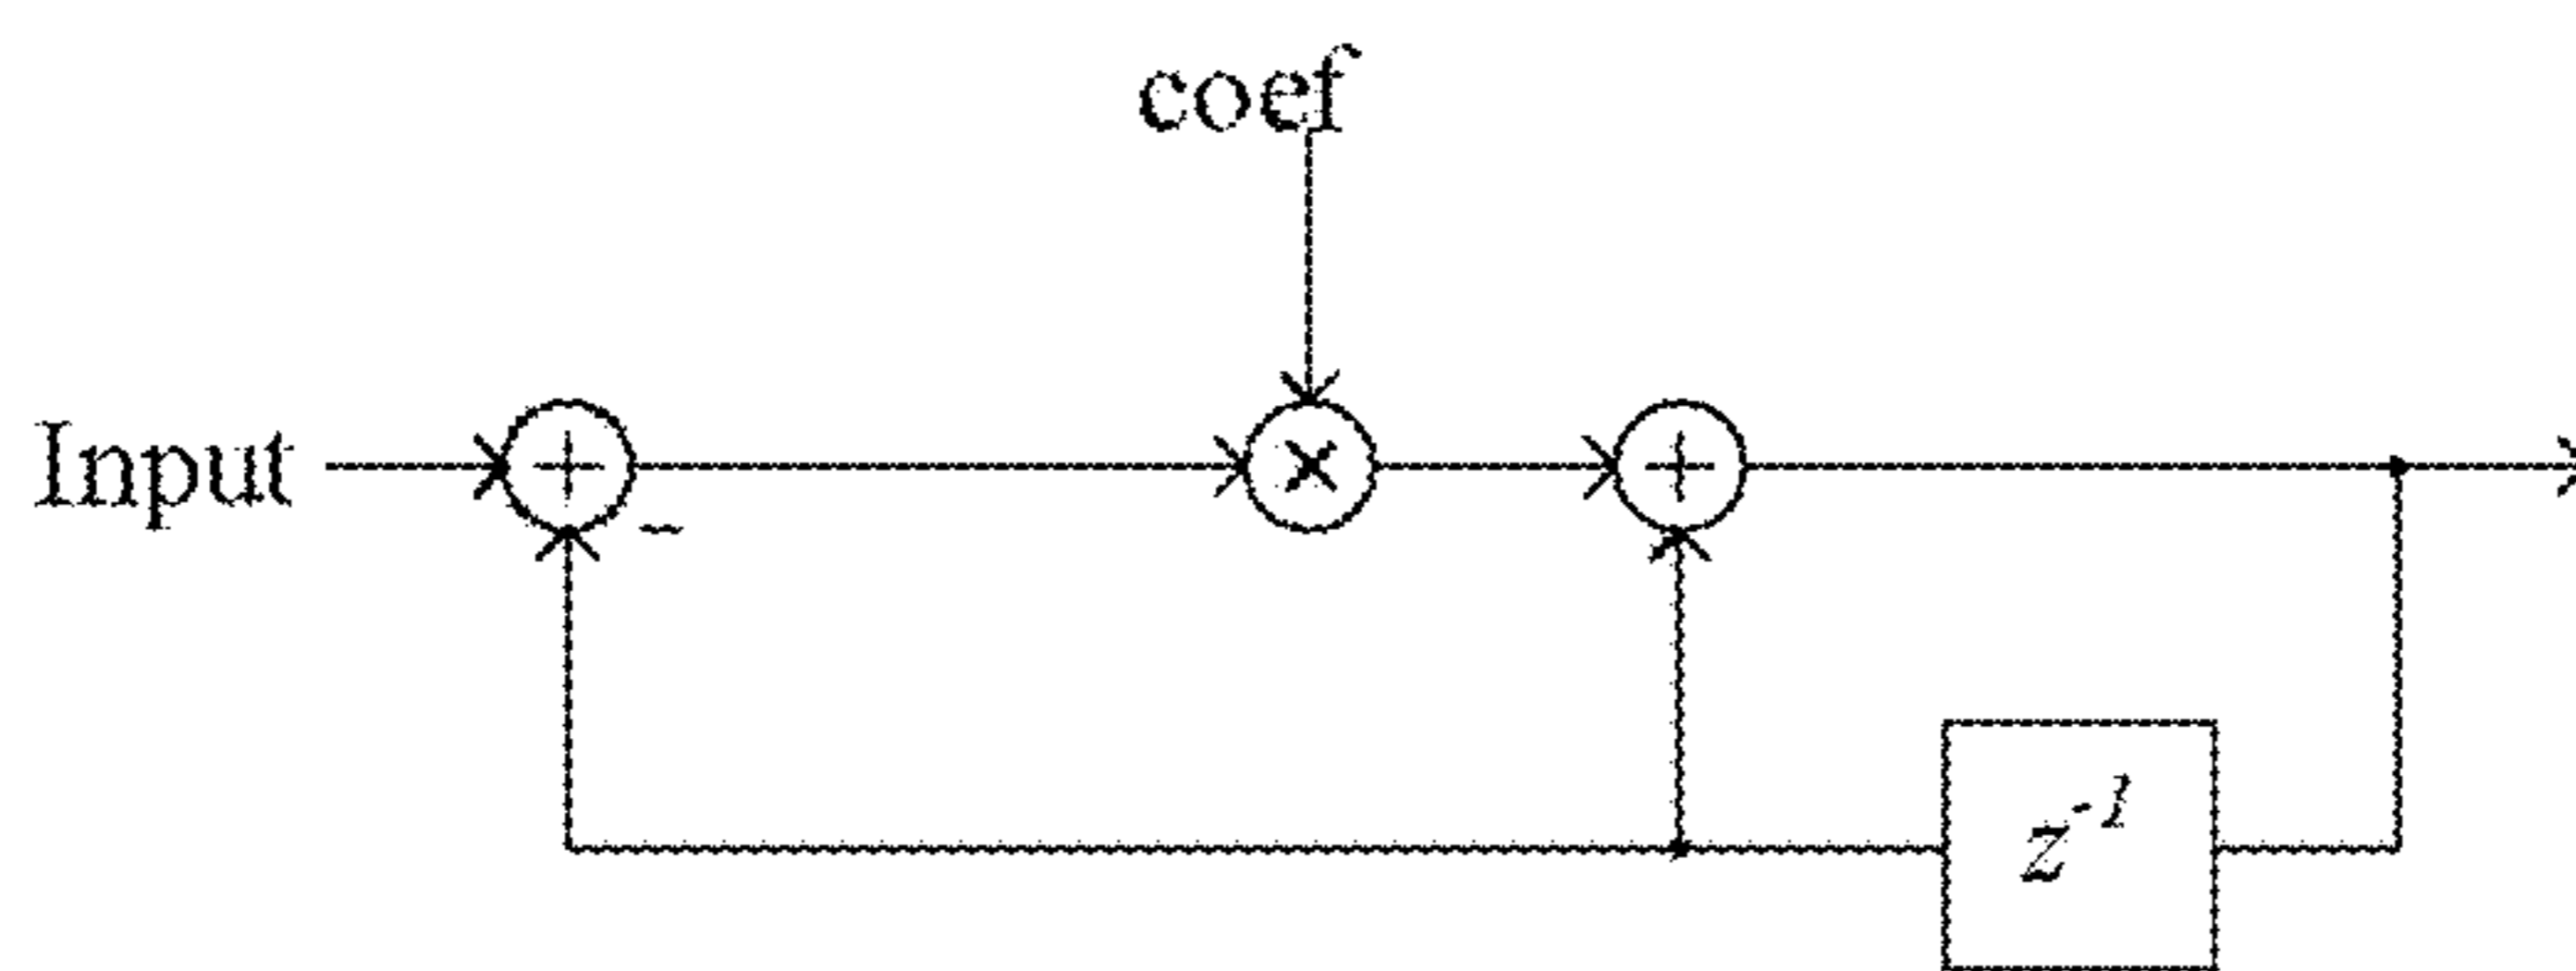 coef
Input
+
×
+
-
z⁻¹